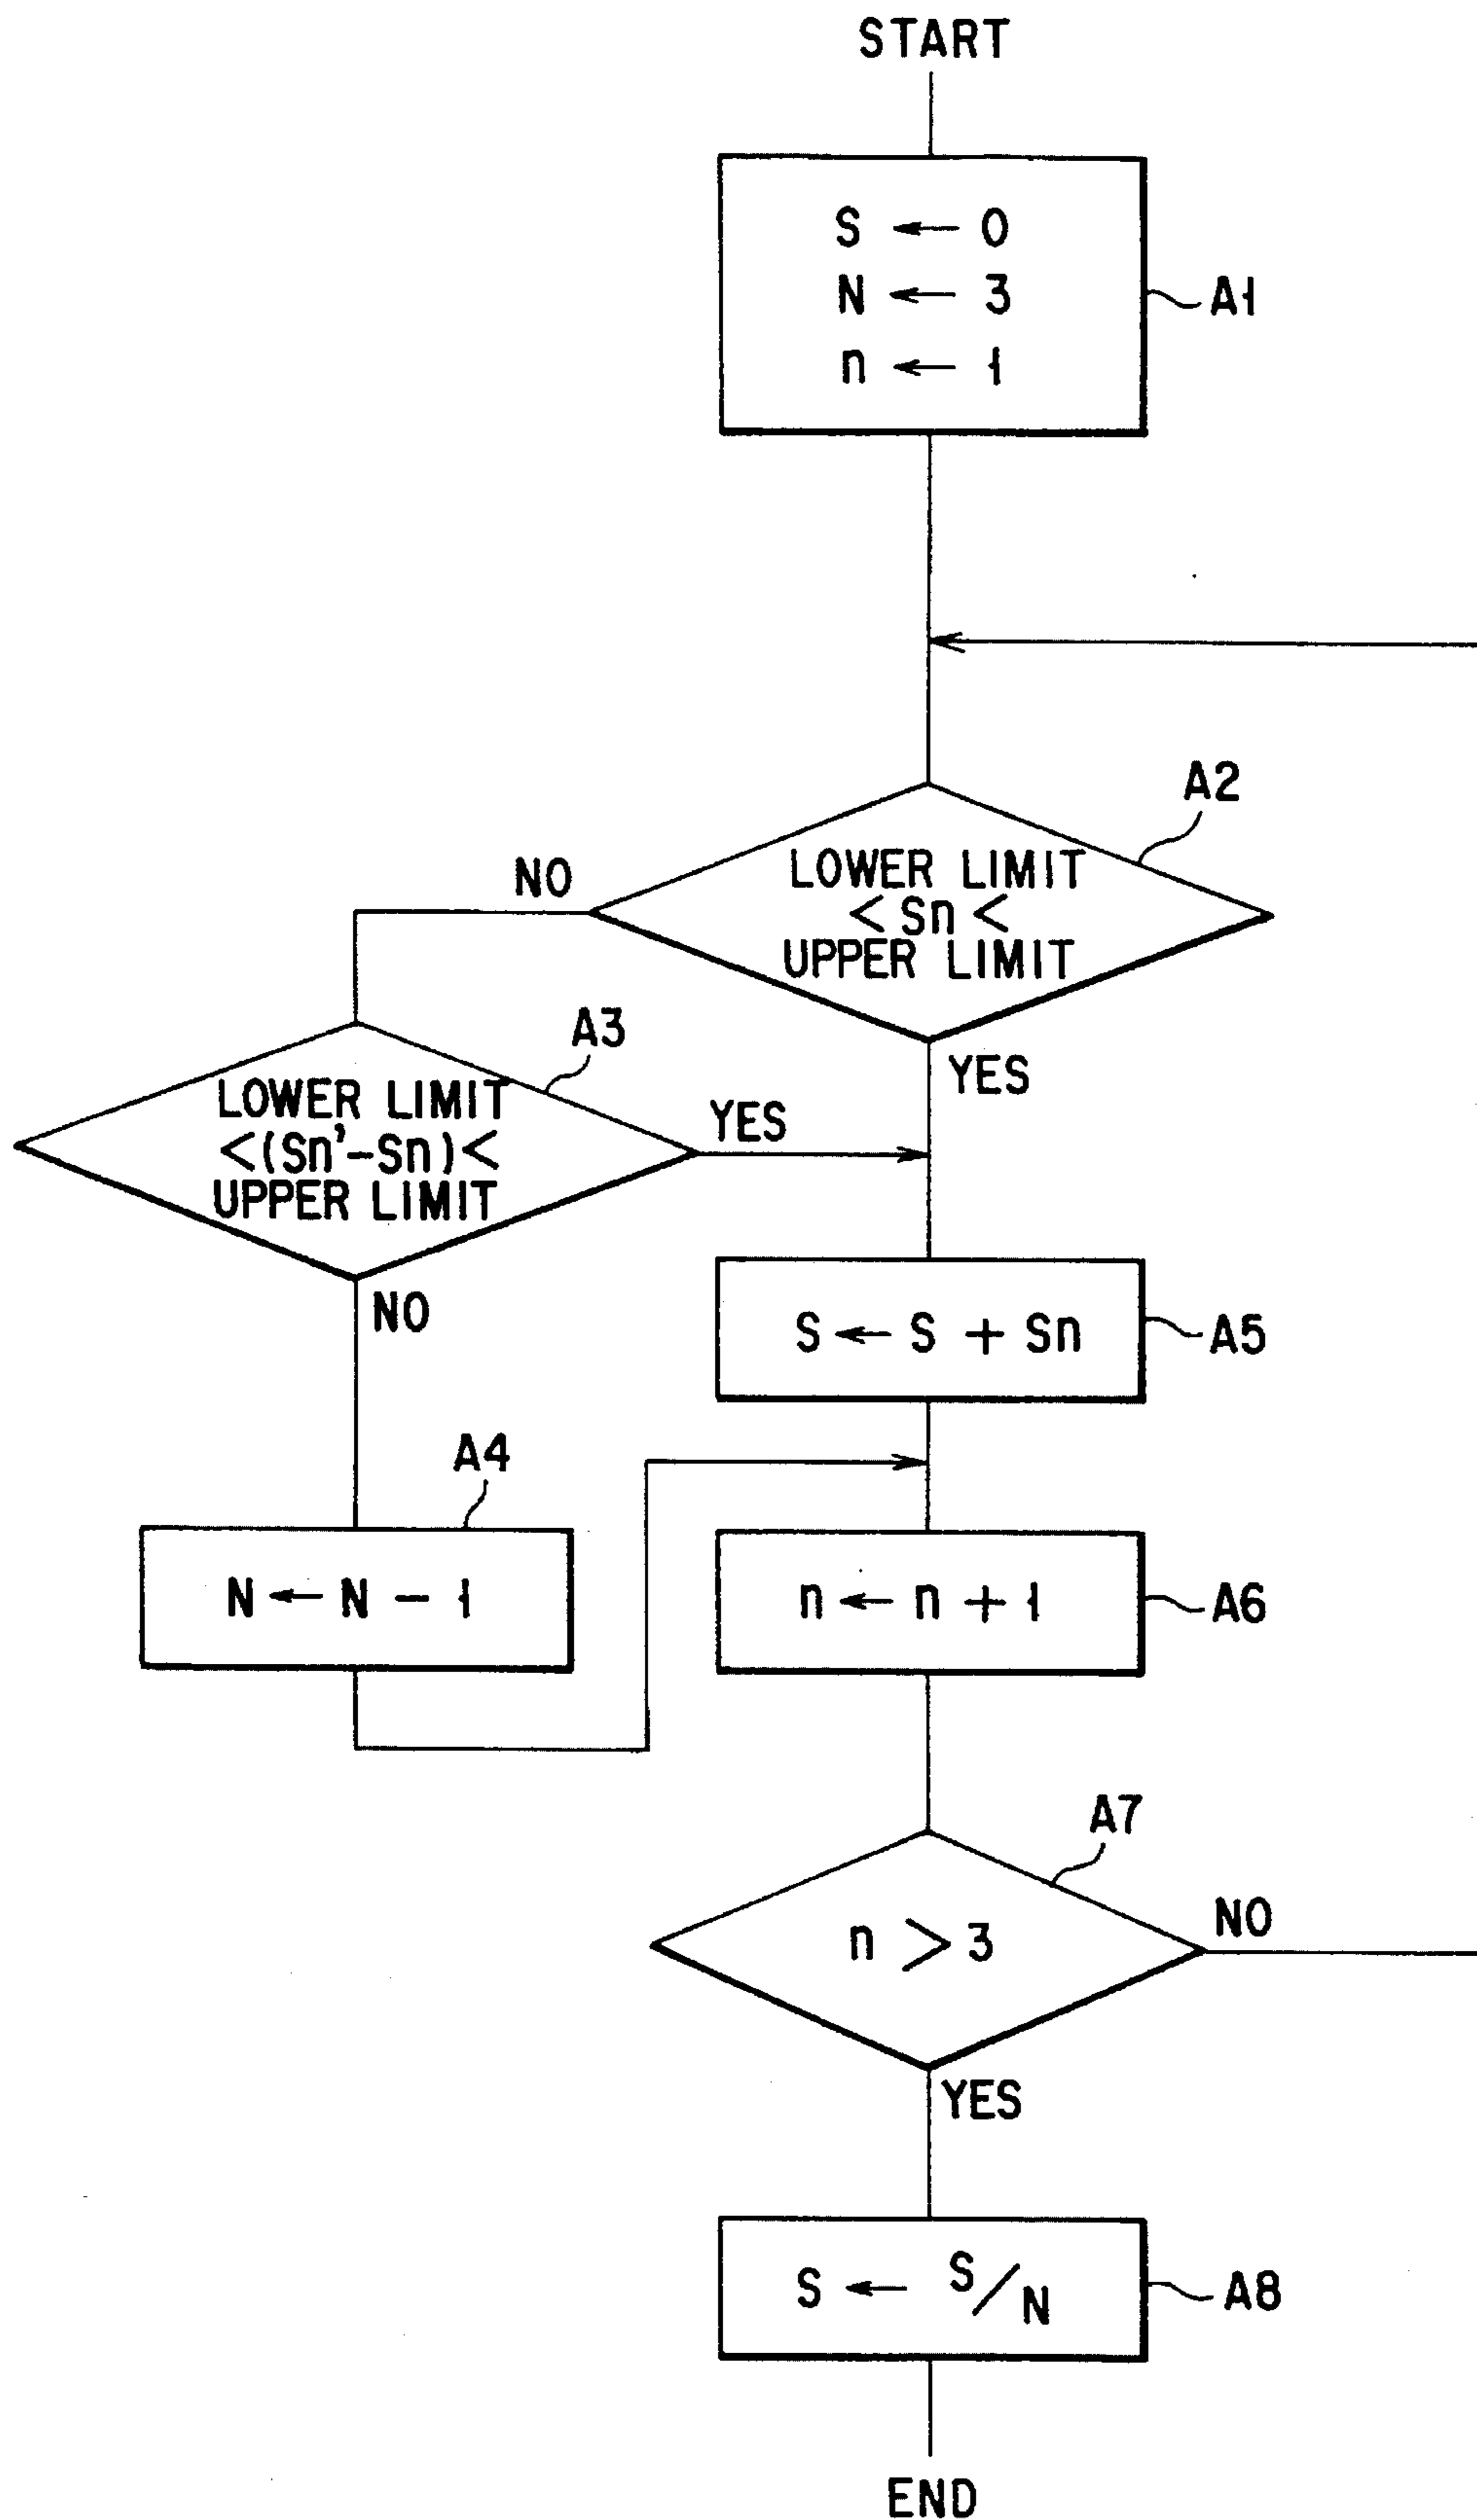 START
S ← 0
N ← 3
n ← 1
A1
A2
LOWER LIMIT
< Sn <
UPPER LIMIT
NO
YES
A3
LOWER LIMIT
<(Sn'-Sn)<
UPPER LIMIT
YES
NO
S ← S + Sn
A5
A4
N ← N - 1
n ← n + 1
A6
A7
n > 3
NO
YES
S ← S/N
A8
END